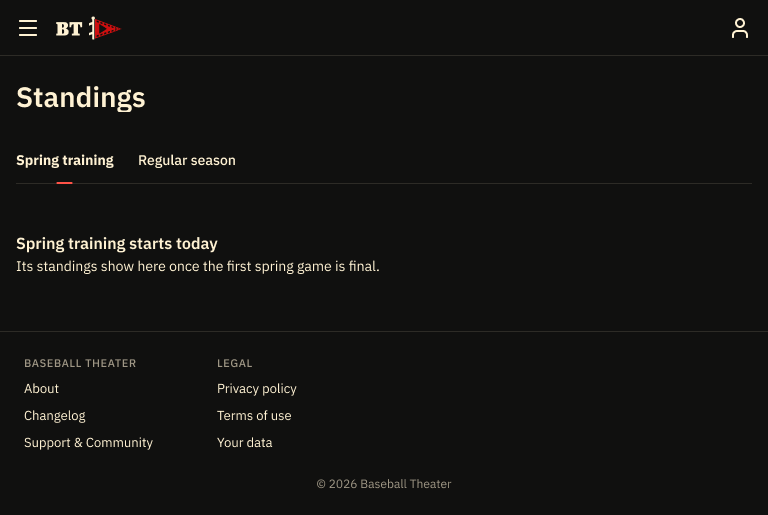 BT
Standings
Spring training
Regular season
Spring training starts today
Its standings show here once the first spring game is final.
BASEBALL THEATER
About
Changelog
Support & Community
LEGAL
Privacy policy
Terms of use
Your data
© 2026 Baseball Theater